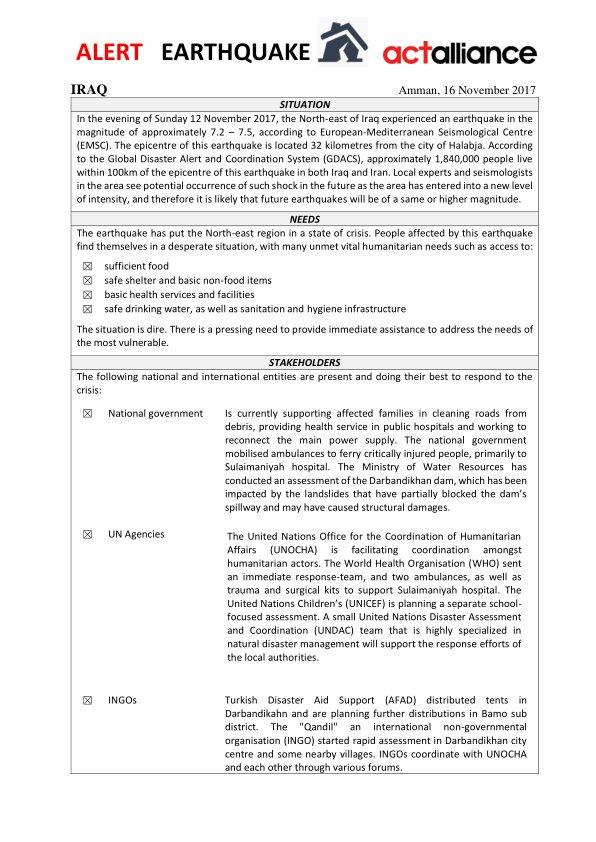 ALERT EARTHQUAKE actalliance
IRAQ Amman, 16 November 2017
SITUATION
In the evening of Sunday 12 November 2017, the North-east of Iraq experienced an earthquake in the
magnitude of approximately 7.2 – 7.5, according to European-Mediterranean Seismological Centre
(EMSC). The epicentre of this earthquake is located 32 kilometres from the city of Halabja. According
to the Global Disaster Alert and Coordination System (GDACS), approximately 1,840,000 people live
within 100km of the epicentre of this earthquake in both Iraq and Iran. Local experts and seismologists
in the area see potential occurrence of such shock in the future as the area has entered into a new level
of intensity, and therefore it is likely that future earthquakes will be of a same or higher magnitude.
NEEDS
The earthquake has put the North-east region in a state of crisis. People affected by this earthquake
find themselves in a desperate situation, with many unmet vital humanitarian needs such as access to:
☒ sufficient food
☒ safe shelter and basic non-food items
☒ basic health services and facilities
☒ safe drinking water, as well as sanitation and hygiene infrastructure
The situation is dire. There is a pressing need to provide immediate assistance to address the needs of
the most vulnerable.
STAKEHOLDERS
The following national and international entities are present and doing their best to respond to the
crisis:
☒ National government Is currently supporting affected families in cleaning roads from
debris, providing health service in public hospitals and working to
reconnect the main power supply. The national government
mobilised ambulances to ferry critically injured people, primarily to
Sulaimaniyah hospital. The Ministry of Water Resources has
conducted an assessment of the Darbandikhan dam, which has been
impacted by the landslides that have partially blocked the dam's
spillway and may have caused structural damages.
☒ UN Agencies The United Nations Office for the Coordination of Humanitarian
Affairs (UNOCHA) is facilitating coordination amongst
humanitarian actors. The World Health Organisation (WHO) sent
an immediate response-team, and two ambulances, as well as
trauma and surgical kits to support Sulaimaniyah hospital. The
United Nations Children's (UNICEF) is planning a separate school-
focused assessment. A small United Nations Disaster Assessment
and Coordination (UNDAC) team that is highly specialized in
natural disaster management will support the response efforts of
the local authorities.
☒ INGOs Turkish Disaster Aid Support (AFAD) distributed tents in
Darbandikahn and are planning further distributions in Bamo sub
district. The "Qandil" an international non-governmental
organisation (INGO) started rapid assessment in Darbandikhan city
centre and some nearby villages. INGOs coordinate with UNOCHA
and each other through various forums.